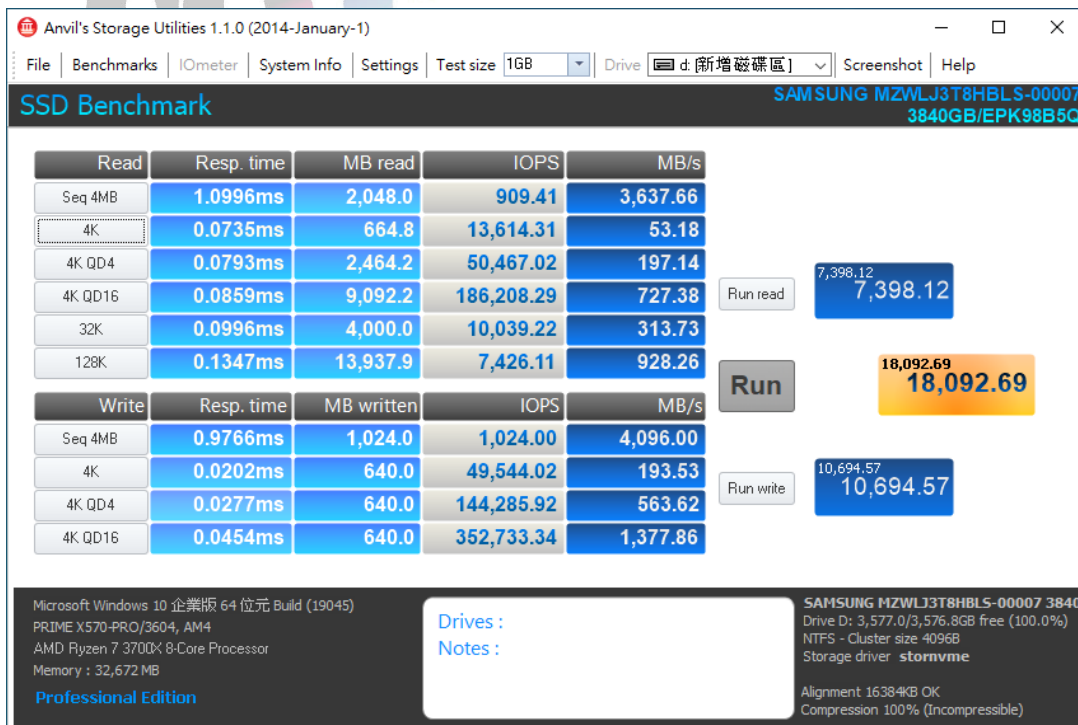 Anvil's Storage Utilities 1.1.0 (2014-January-1)
File Benchmarks IOmeter System Info Settings Test size 1GB Drive d: [新增磁碟區] Screenshot Help
SSD Benchmark
SAMSUNG MZWLJ3T8HBLS-00007
3840GB/EPK98B5Q
Read Resp. time MB read IOPS MB/s
Seq 4MB 1.0996ms 2,048.0 909.41 3,637.66
4K 0.0735ms 664.8 13,614.31 53.18
4K QD4 0.0793ms 2,464.2 50,467.02 197.14
4K QD16 0.0859ms 9,092.2 186,208.29 727.38
32K 0.0996ms 4,000.0 10,039.22 313.73
128K 0.1347ms 13,937.9 7,426.11 928.26
Run read
7,398.12
7,398.12
Run
18,092.69
18,092.69
Write Resp. time MB written IOPS MB/s
Seq 4MB 0.9766ms 1,024.0 1,024.00 4,096.00
4K 0.0202ms 640.0 49,544.02 193.53
4K QD4 0.0277ms 640.0 144,285.92 563.62
4K QD16 0.0454ms 640.0 352,733.34 1,377.86
Run write
10,694.57
10,694.57
Microsoft Windows 10 企業版 64 位元 Build (19045)
PRIME X570-PRO/3604, AM4
AMD Ryzen 7 3700X 8-Core Processor
Memory : 32,672 MB
Professional Edition
Drives :
Notes :
SAMSUNG MZWLJ3T8HBLS-00007 3840
Drive D: 3,577.0/3,576.8GB free (100.0%)
NTFS - Cluster size 4096B
Storage driver stornvme
Alignment 16384KB OK
Compression 100% (Incompressible)